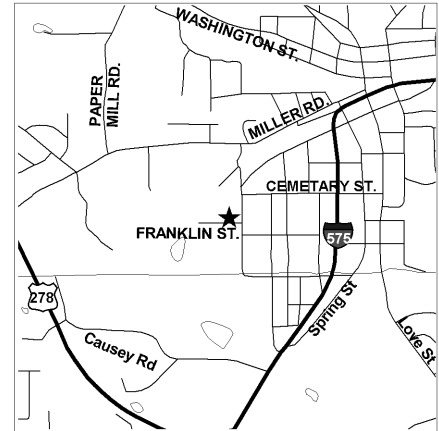 WASHINGTON ST.
PAPER
MILL RD.
MILLER RD.
CEMETARY ST.
FRANKLIN ST.
575
278
Spring St
Causey Rd
Love St